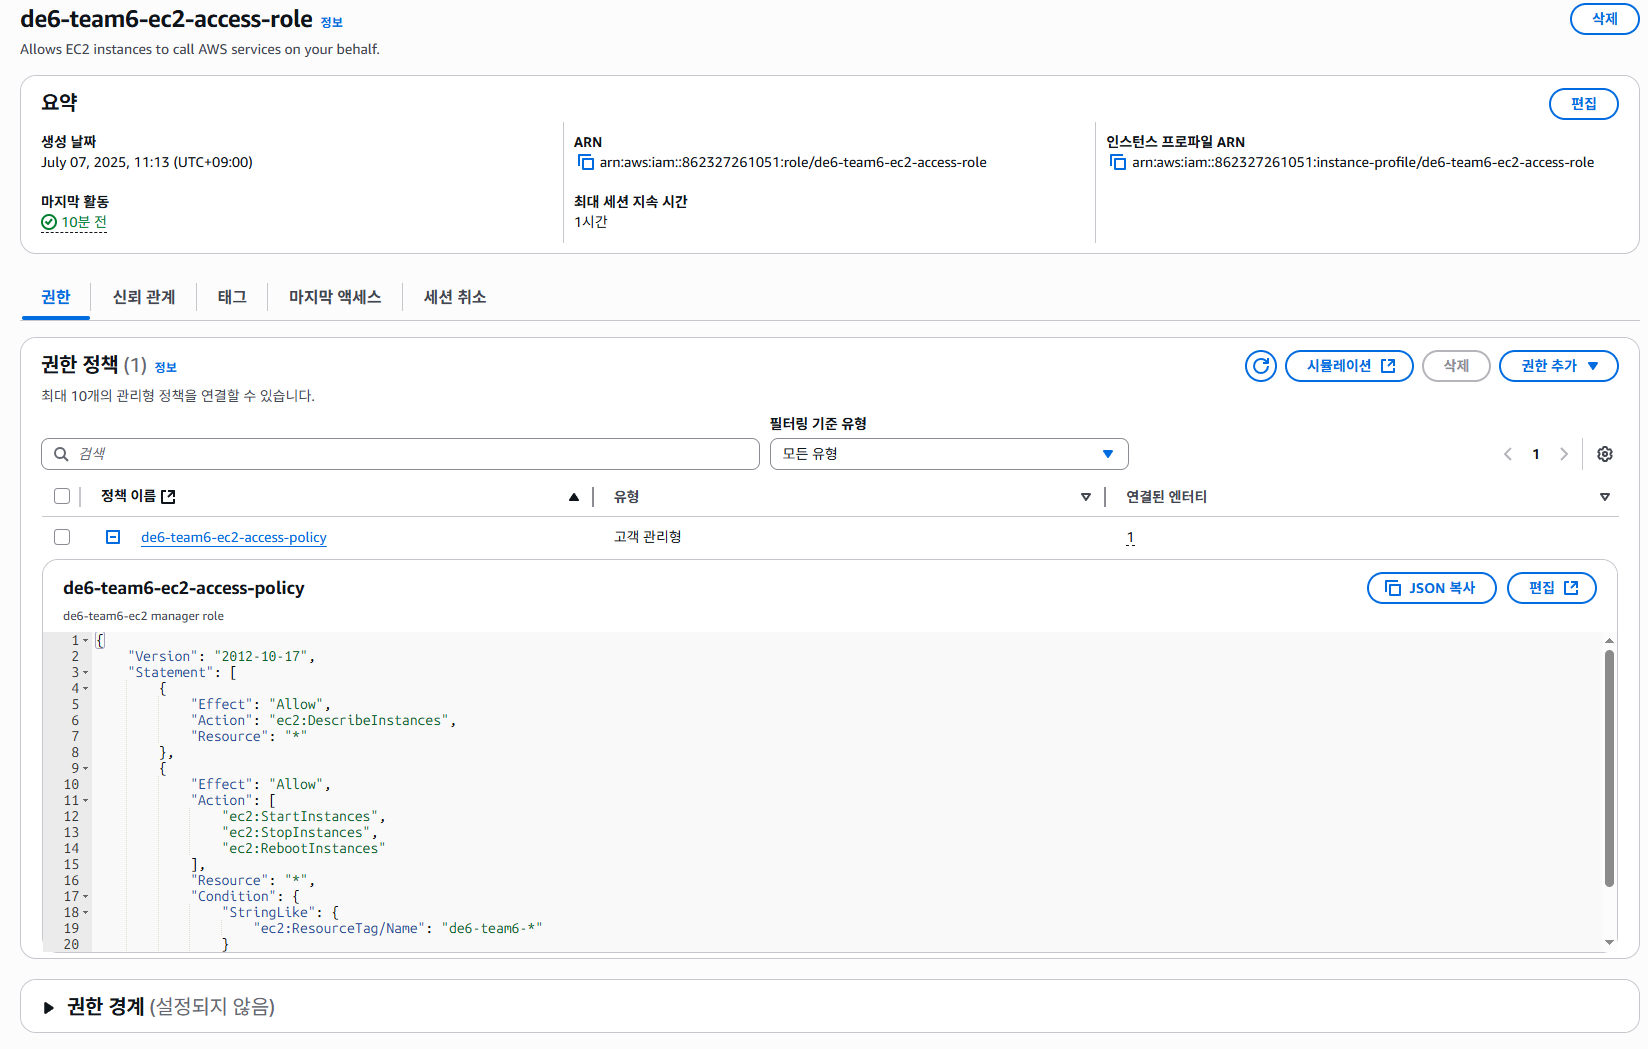 de6-team6-ec2-access-role 정보
삭제
Allows EC2 instances to call AWS services on your behalf.
요약
편집
생성 날짜
July 07, 2025, 11:13 (UTC+09:00)
ARN
arn:aws:iam::862327261051:role/de6-team6-ec2-access-role
인스턴스 프로파일 ARN
arn:aws:iam::862327261051:instance-profile/de6-team6-ec2-access-role
마지막 활동
10분 전
최대 세션 지속 시간
1시간
권한
신뢰 관계
태그
마지막 액세스
세션 취소
권한 정책 (1) 정보
시뮬레이션
삭제
권한 추가
최대 10개의 관리형 정책을 연결할 수 있습니다.
필터링 기준 유형
검색
모든 유형
1
정책 이름
유형
연결된 엔터티
de6-team6-ec2-access-policy
고객 관리형
1
de6-team6-ec2-access-policy
JSON 복사
편집
de6-team6-ec2 manager role
1 {
2 "Version": "2012-10-17",
3 "Statement": [
4 {
5 "Effect": "Allow",
6 "Action": "ec2:DescribeInstances",
7 "Resource": "*"
8 },
9 {
10 "Effect": "Allow",
11 "Action": [
12 "ec2:StartInstances",
13 "ec2:StopInstances",
14 "ec2:RebootInstances"
15 ],
16 "Resource": "*",
17 "Condition": {
18 "StringLike": {
19 "ec2:ResourceTag/Name": "de6-team6-*"
20 }
권한 경계 (설정되지 않음)